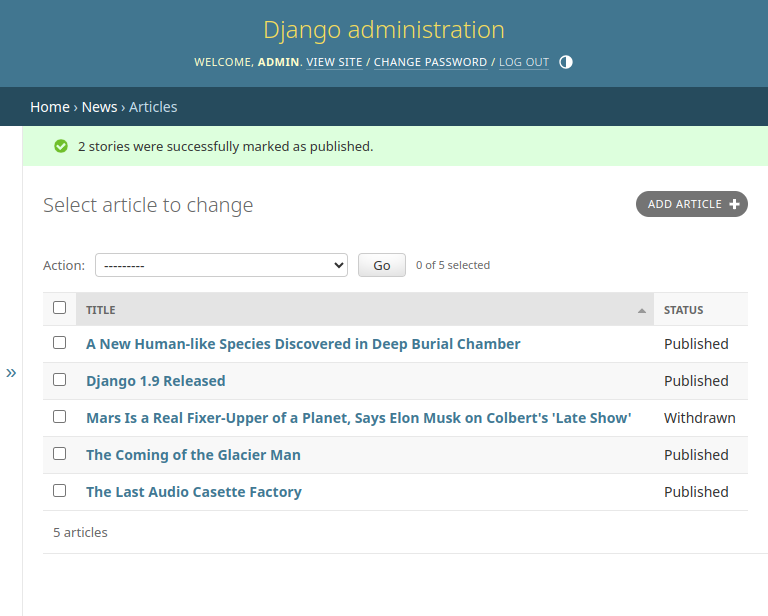 Django administration
WELCOME, ADMIN. VIEW SITE / CHANGE PASSWORD / LOG OUT
Home › News › Articles
2 stories were successfully marked as published.
Select article to change
ADD ARTICLE +
Action: --------- Go 0 of 5 selected
TITLE STATUS
A New Human-like Species Discovered in Deep Burial Chamber Published
Django 1.9 Released Published
Mars Is a Real Fixer-Upper of a Planet, Says Elon Musk on Colbert's 'Late Show' Withdrawn
»
The Coming of the Glacier Man Published
The Last Audio Casette Factory Published
5 articles